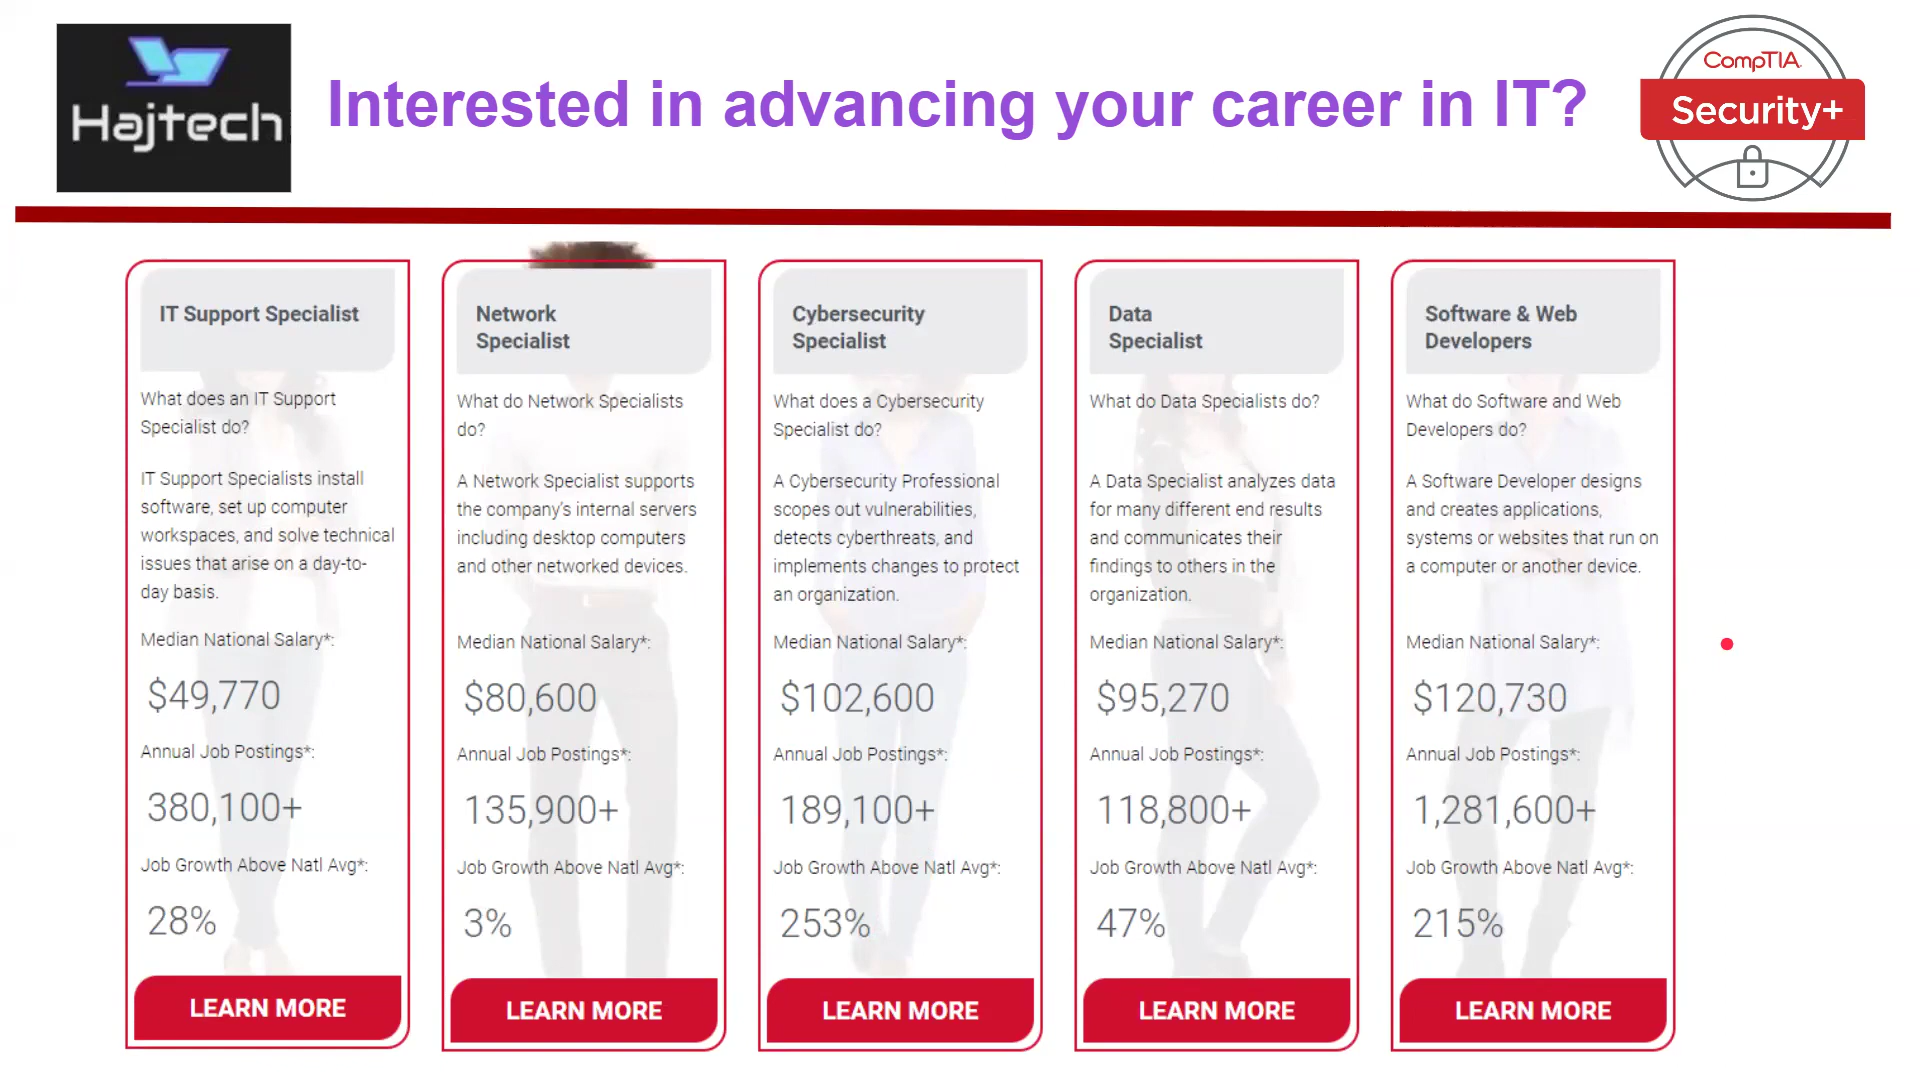 Hajtech
Interested in advancing your career in IT?
CompTIA.
Security+
IT Support Specialist
What does an IT Support
Specialist do?
IT Support Specialists install
software, set up computer
workspaces, and solve technical
issues that arise on a day-to-
day basis.
Median National Salary*:
$49,770
Annual Job Postings*:
380,100+
Job Growth Above Natl Avg*:
28%
LEARN MORE
Network
Specialist
What do Network Specialists
do?
A Network Specialist supports
the company's internal servers
including desktop computers
and other networked devices.
Median National Salary*:
$80,600
Annual Job Postings*:
135,900+
Job Growth Above Natl Avg*:
3%
LEARN MORE
Cybersecurity
Specialist
What does a Cybersecurity
Specialist do?
A Cybersecurity Professional
scopes out vulnerabilities,
detects cyberthreats, and
implements changes to protect
an organization.
Median National Salary*:
$102,600
Annual Job Postings*:
189,100+
Job Growth Above Natl Avg*:
253%
LEARN MORE
Data
Specialist
What do Data Specialists do?
A Data Specialist analyzes data
for many different end results
and communicates their
findings to others in the
organization.
Median National Salary*:
$95,270
Annual Job Postings*:
118,800+
Job Growth Above Natl Avg*:
47%
LEARN MORE
Software & Web
Developers
What do Software and Web
Developers do?
A Software Developer designs
and creates applications,
systems or websites that run on
a computer or another device.
Median National Salary*:
$120,730
Annual Job Postings*:
1,281,600+
Job Growth Above Natl Avg*:
215%
LEARN MORE